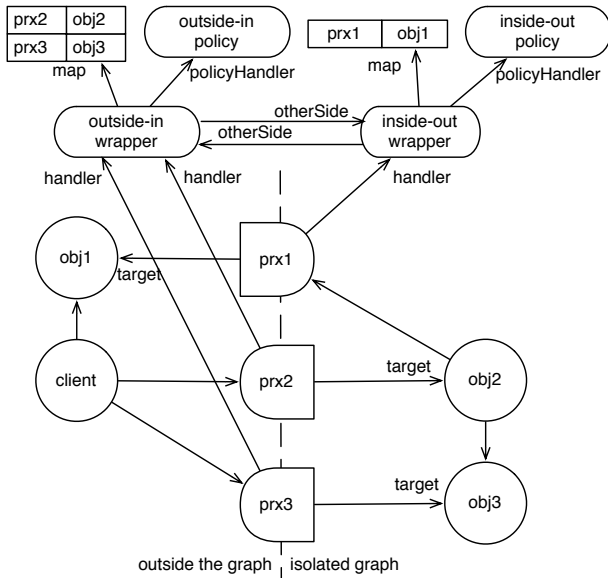 prx2 obj2
prx3 obj3
map
outside-in
policy
policyHandler
prx1 obj1
map
inside-out
policy
policyHandler
outside-in
wrapper
otherSide
otherSide
inside-out
wrapper
handler
handler
handler
obj1
target
prx1
client
prx2
target
obj2
prx3
target
obj3
outside the graph
isolated graph